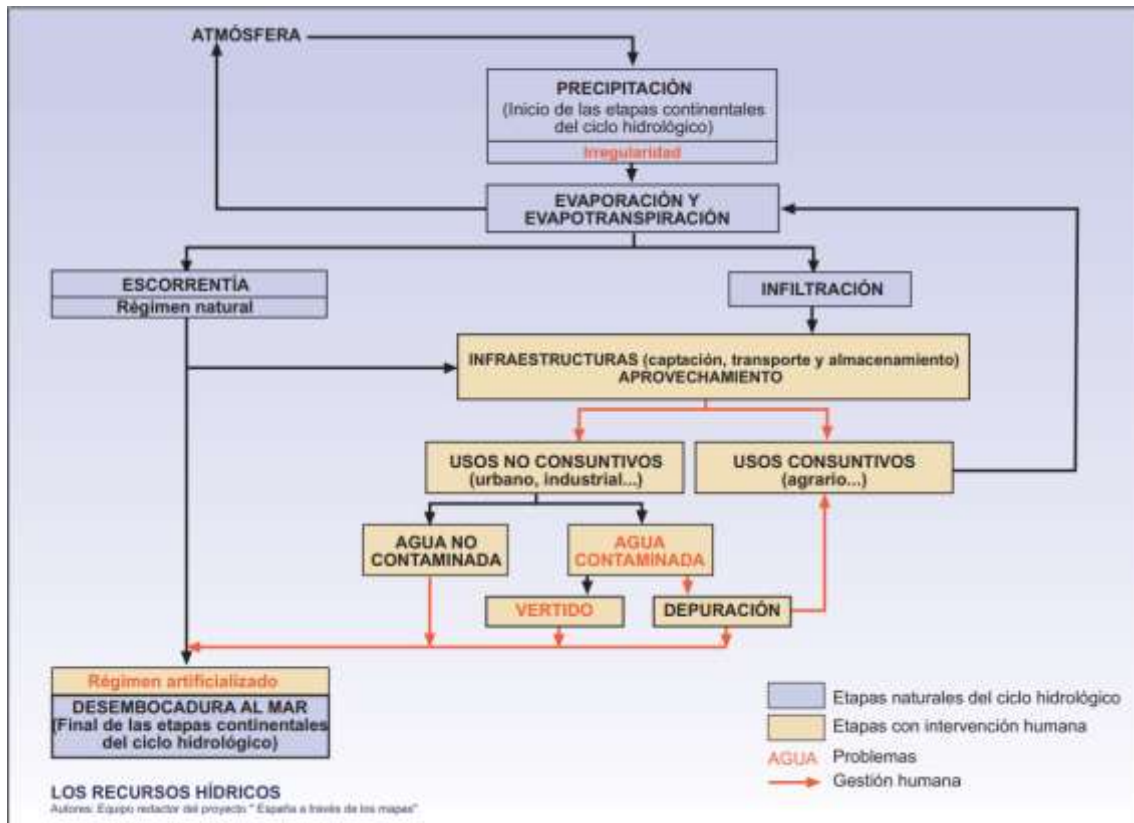 ATMÓSFERA
PRECIPITACIÓN
(Inicio de las etapas continentales
del ciclo hidrológico)
Irregularidad
EVAPORACIÓN Y
EVAPOTRANSPIRACIÓN
ESCORRENTÍA
Régimen natural
INFILTRACIÓN
INFRAESTRUCTURAS (captación, transporte y almacenamiento)
APROVECHAMIENTO
USOS NO CONSUNTIVOS
(urbano, industrial...)
USOS CONSUNTIVOS
(agrario...)
AGUA NO
CONTAMINADA
AGUA
CONTAMINADA
VERTIDO
DEPURACIÓN
Régimen artificializado
DESEMBOCADURA AL MAR
(Final de las etapas continentales
del ciclo hidrológico)
Etapas naturales del ciclo hidrológico
Etapas con intervención humana
AGUA Problemas
Gestión humana
LOS RECURSOS HÍDRICOS
Autores: Equipo redactor del proyecto " España a través de los mapas"